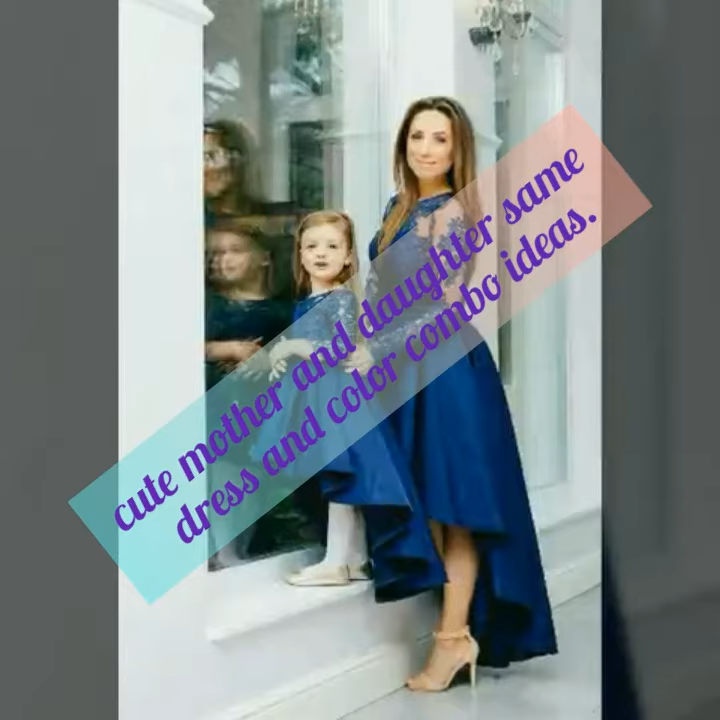 cute mother and daughter same
dress and color combo ideas.